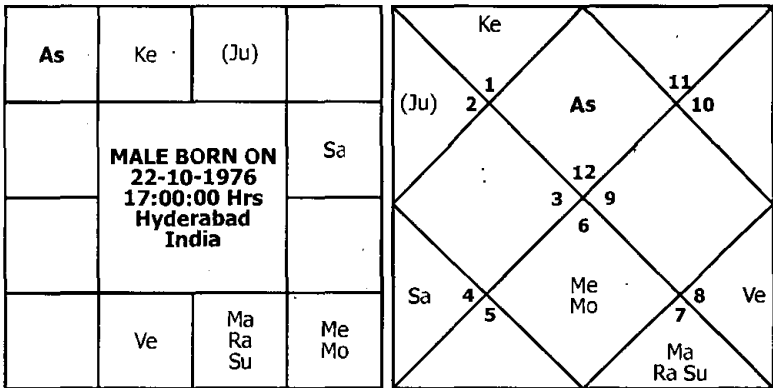 As Ke (Ju)
MALE BORN ON
22-10-1976
17:00:00 Hrs
Hyderabad
India
Sa
Ve
Ma
Ra
Su
Me
Mo
Ke
(Ju)
1
2
As
11
10
12
3 9
6
Sa
4
5
Me
Mo
8
7
Ve
Ma
Ra Su